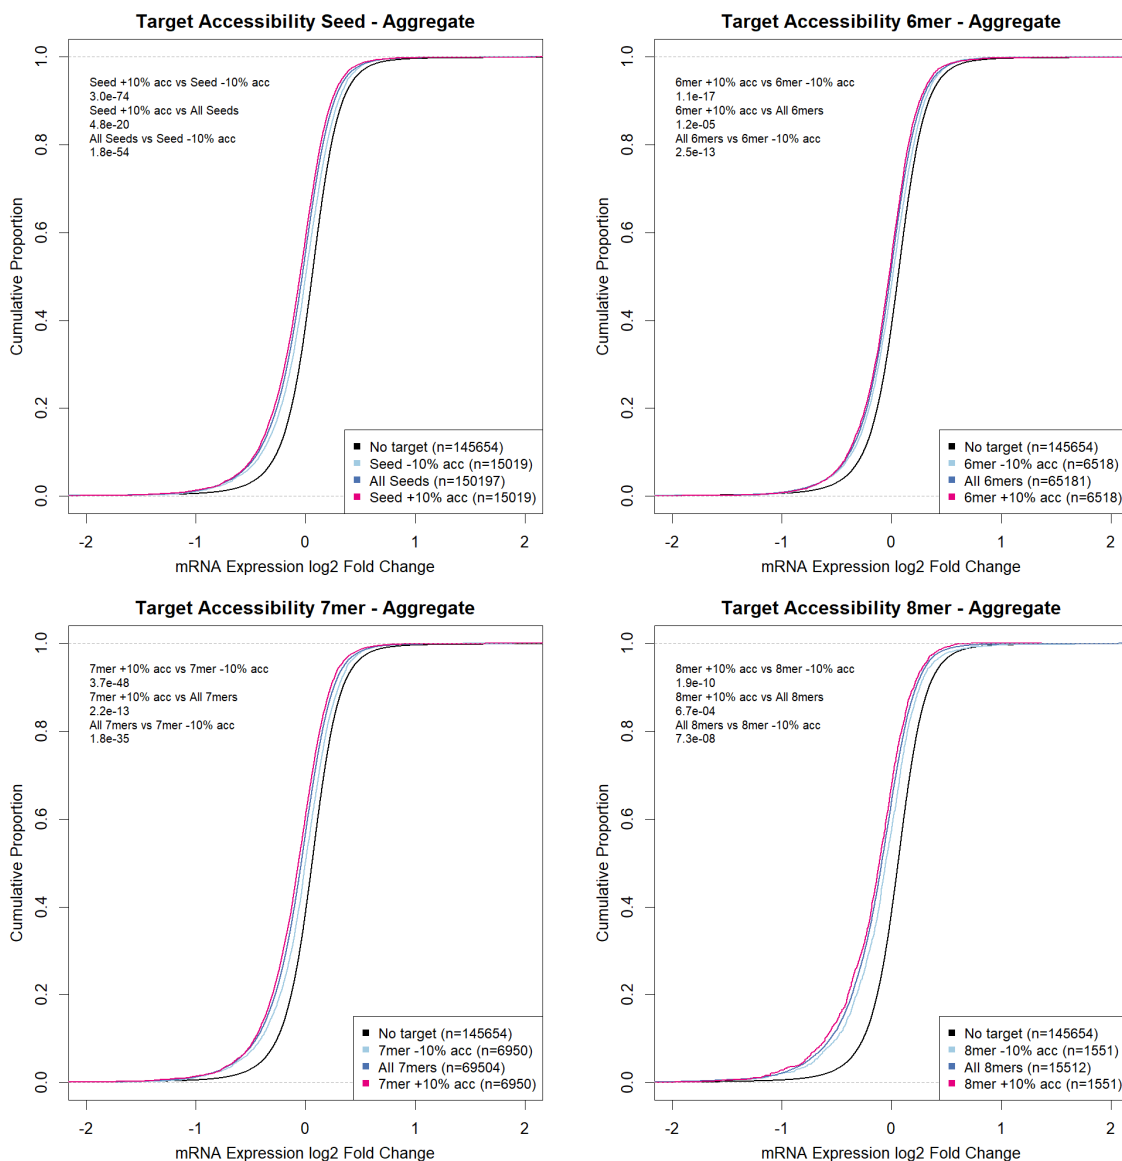 Target Accessibility Seed - Aggregate
Seed +10% acc vs Seed -10% acc
3.0e-74
Seed +10% acc vs All Seeds
4.8e-20
All Seeds vs Seed -10% acc
1.8e-54
Cumulative Proportion
1.0
0.8
0.6
0.4
0.2
0.0
No target (n=145654)
Seed -10% acc (n=15019)
All Seeds (n=150197)
Seed +10% acc (n=15019)
-2 -1 0 1 2
mRNA Expression log2 Fold Change
Target Accessibility 6mer - Aggregate
6mer +10% acc vs 6mer -10% acc
1.1e-17
6mer +10% acc vs All 6mers
1.2e-05
All 6mers vs 6mer -10% acc
2.5e-13
Cumulative Proportion
1.0
0.8
0.6
0.4
0.2
0.0
No target (n=145654)
6mer -10% acc (n=6518)
All 6mers (n=65181)
6mer +10% acc (n=6518)
-2 -1 0 1 2
mRNA Expression log2 Fold Change
Target Accessibility 7mer - Aggregate
7mer +10% acc vs 7mer -10% acc
3.7e-48
7mer +10% acc vs All 7mers
2.2e-13
All 7mers vs 7mer -10% acc
1.8e-35
Cumulative Proportion
1.0
0.8
0.6
0.4
0.2
0.0
No target (n=145654)
7mer -10% acc (n=6950)
All 7mers (n=69504)
7mer +10% acc (n=6950)
-2 -1 0 1 2
mRNA Expression log2 Fold Change
Target Accessibility 8mer - Aggregate
8mer +10% acc vs 8mer -10% acc
1.9e-10
8mer +10% acc vs All 8mers
6.7e-04
All 8mers vs 8mer -10% acc
7.3e-08
Cumulative Proportion
1.0
0.8
0.6
0.4
0.2
0.0
No target (n=145654)
8mer -10% acc (n=1551)
All 8mers (n=15512)
8mer +10% acc (n=1551)
-2 -1 0 1 2
mRNA Expression log2 Fold Change